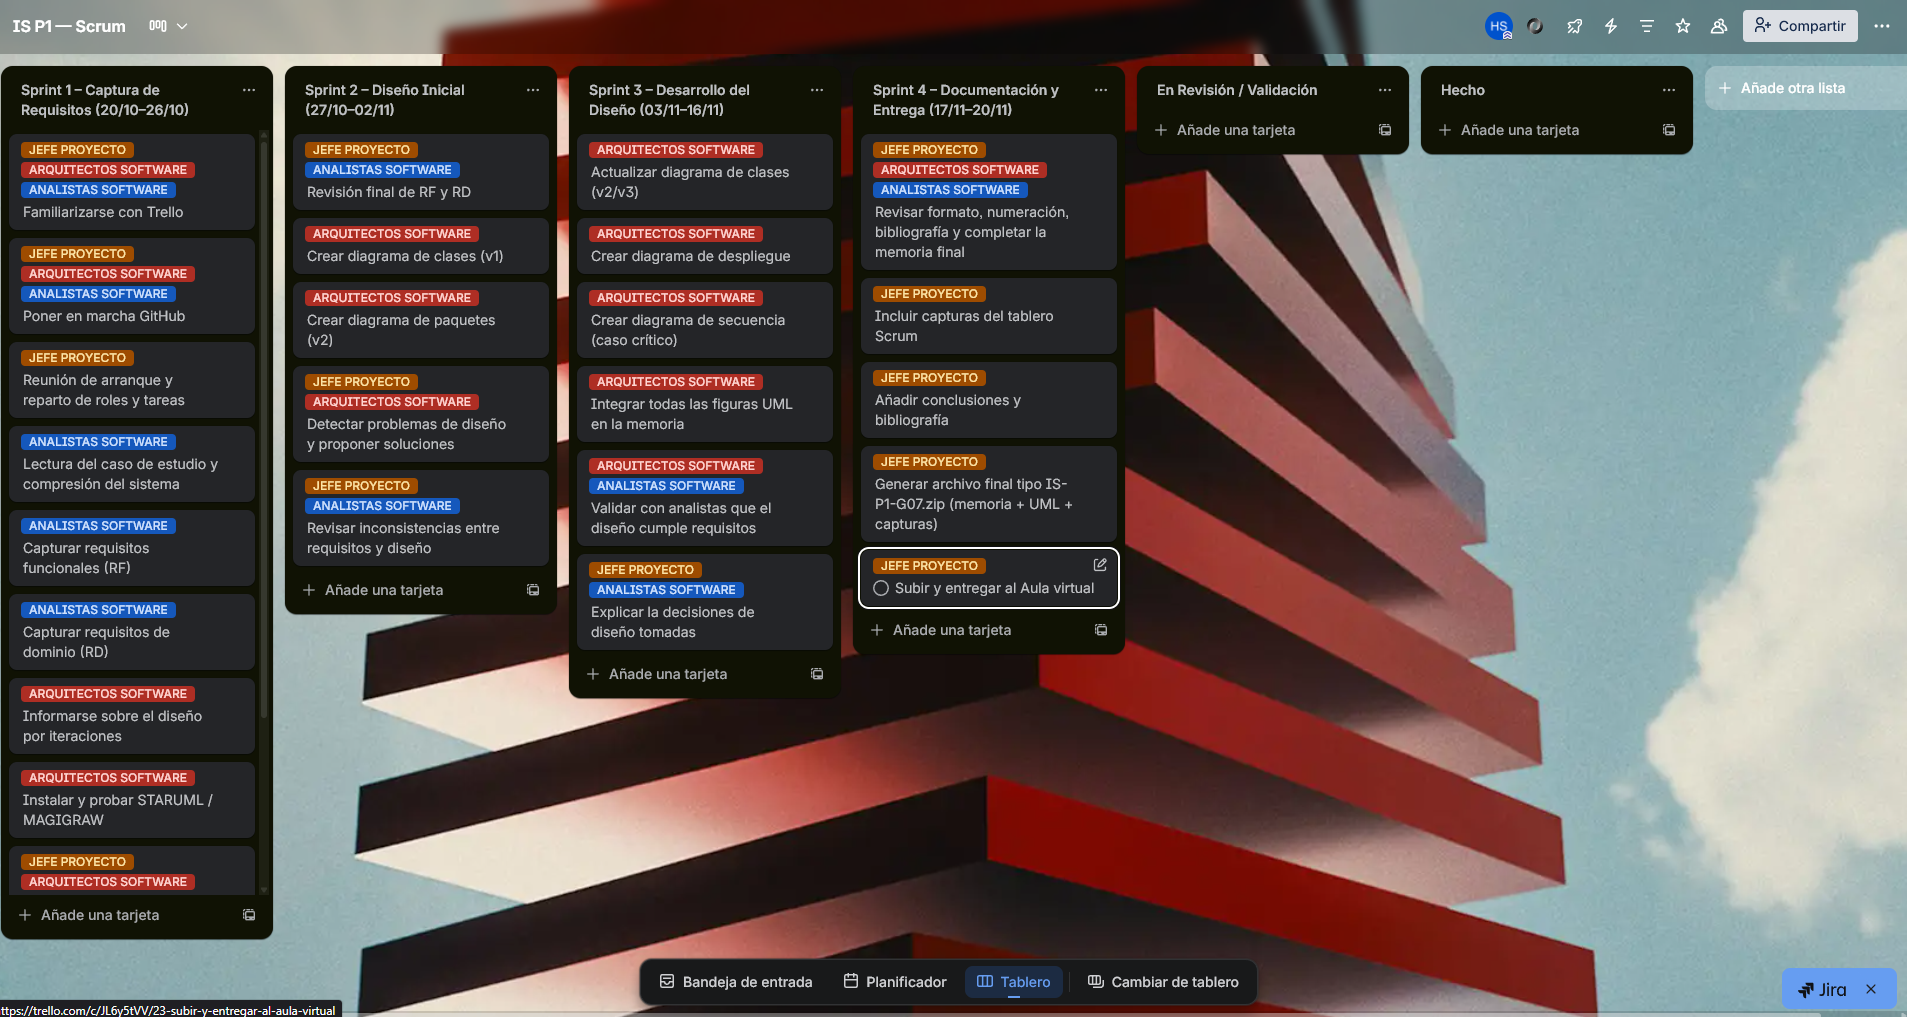 IS P1 — Scrum
HS
Compartir
Sprint 1 – Captura de
Requisitos (20/10–26/10)
JEFE PROYECTO
ARQUITECTOS SOFTWARE
ANALISTAS SOFTWARE
Familiarizarse con Trello
JEFE PROYECTO
ARQUITECTOS SOFTWARE
ANALISTAS SOFTWARE
Poner en marcha GitHub
JEFE PROYECTO
Reunión de arranque y
reparto de roles y tareas
ANALISTAS SOFTWARE
Lectura del caso de estudio y
compresión del sistema
ANALISTAS SOFTWARE
Capturar requisitos
funcionales (RF)
ANALISTAS SOFTWARE
Capturar requisitos de
dominio (RD)
ARQUITECTOS SOFTWARE
Informarse sobre el diseño
por iteraciones
ARQUITECTOS SOFTWARE
Instalar y probar STARUML /
MAGIGRAW
JEFE PROYECTO
ARQUITECTOS SOFTWARE
Añade una tarjeta
Sprint 2 – Diseño Inicial
(27/10–02/11)
JEFE PROYECTO
ANALISTAS SOFTWARE
Revisión final de RF y RD
ARQUITECTOS SOFTWARE
Crear diagrama de clases (v1)
ARQUITECTOS SOFTWARE
Crear diagrama de paquetes
(v2)
JEFE PROYECTO
ARQUITECTOS SOFTWARE
Detectar problemas de diseño
y proponer soluciones
JEFE PROYECTO
ANALISTAS SOFTWARE
Revisar inconsistencias entre
requisitos y diseño
Añade una tarjeta
Sprint 3 – Desarrollo del
Diseño (03/11–16/11)
ARQUITECTOS SOFTWARE
Actualizar diagrama de clases
(v2/v3)
ARQUITECTOS SOFTWARE
Crear diagrama de despliegue
ARQUITECTOS SOFTWARE
Crear diagrama de secuencia
(caso crítico)
ARQUITECTOS SOFTWARE
Integrar todas las figuras UML
en la memoria
ARQUITECTOS SOFTWARE
ANALISTAS SOFTWARE
Validar con analistas que el
diseño cumple requisitos
JEFE PROYECTO
ANALISTAS SOFTWARE
Explicar la decisiones de
diseño tomadas
Añade una tarjeta
Sprint 4 – Documentación y
Entrega (17/11–20/11)
JEFE PROYECTO
ARQUITECTOS SOFTWARE
ANALISTAS SOFTWARE
Revisar formato, numeración,
bibliografía y completar la
memoria final
JEFE PROYECTO
Incluir capturas del tablero
Scrum
JEFE PROYECTO
Añadir conclusiones y
bibliografía
JEFE PROYECTO
Generar archivo final tipo IS-
P1-G07.zip (memoria + UML +
capturas)
JEFE PROYECTO
Subir y entregar al Aula virtual
Añade una tarjeta
En Revisión / Validación
Añade una tarjeta
Hecho
Añade una tarjeta
Añade otra lista
Bandeja de entrada
Planificador
Tablero
Cambiar de tablero
Jira
ttps://trello.com/c/JL6y5tVV/23-subir-y-entregar-al-aula-virtual